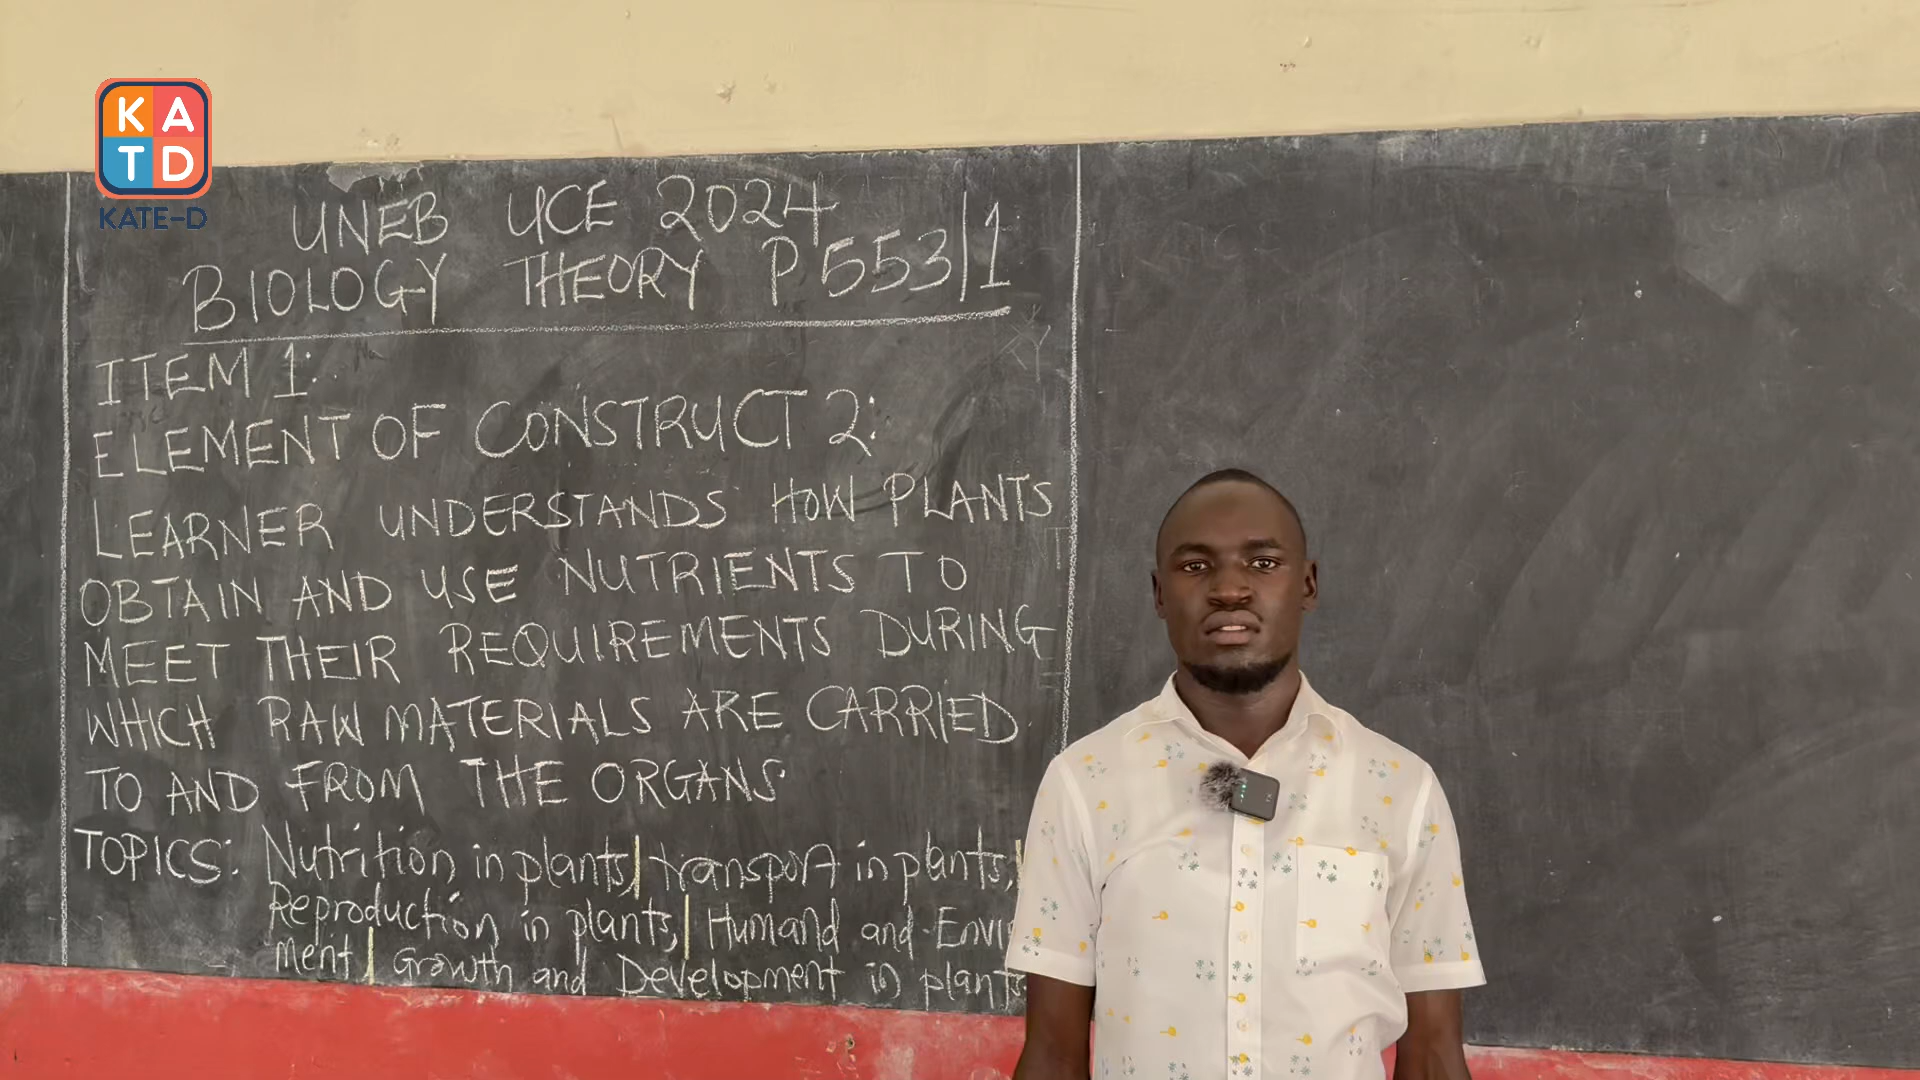 KA
TD
KATE-D
UNEB UCE 2024
BIOLOGY THEORY P553/1
ITEM 1:
ELEMENT OF CONSTRUCT 2:
LEARNER UNDERSTANDS HOW PLANTS
OBTAIN AND USE NUTRIENTS TO
MEET THEIR REQUIREMENTS DURING
WHICH RAW MATERIALS ARE CARRIED
TO AND FROM THE ORGANS
TOPICS: Nutrition in plants, transport in plants,
Reproduction in plants, Humand and Envi
ment Growth and Development in plants